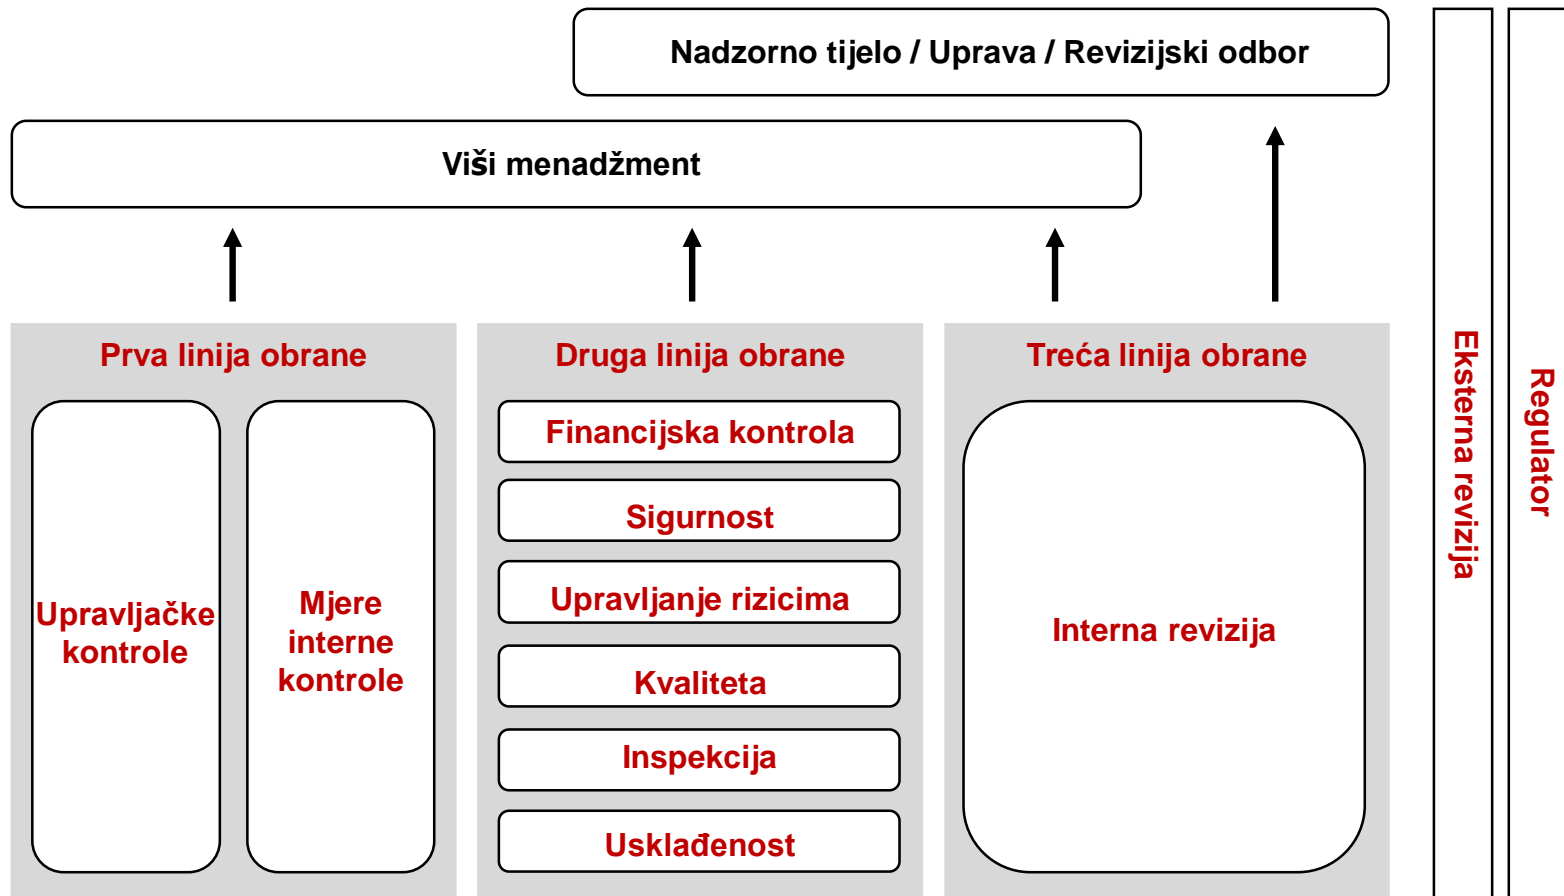 Nadzorno tijelo / Uprava / Revizijski odbor
Viši menadžment
Prva linija obrane
Upravljačke
kontrole
Mjere
interne
kontrole
Druga linija obrane
Financijska kontrola
Sigurnost
Upravljanje rizicima
Kvaliteta
Inspekcija
Usklađenost
Treća linija obrane
Interna revizija
Eksterna revizija
Regulator